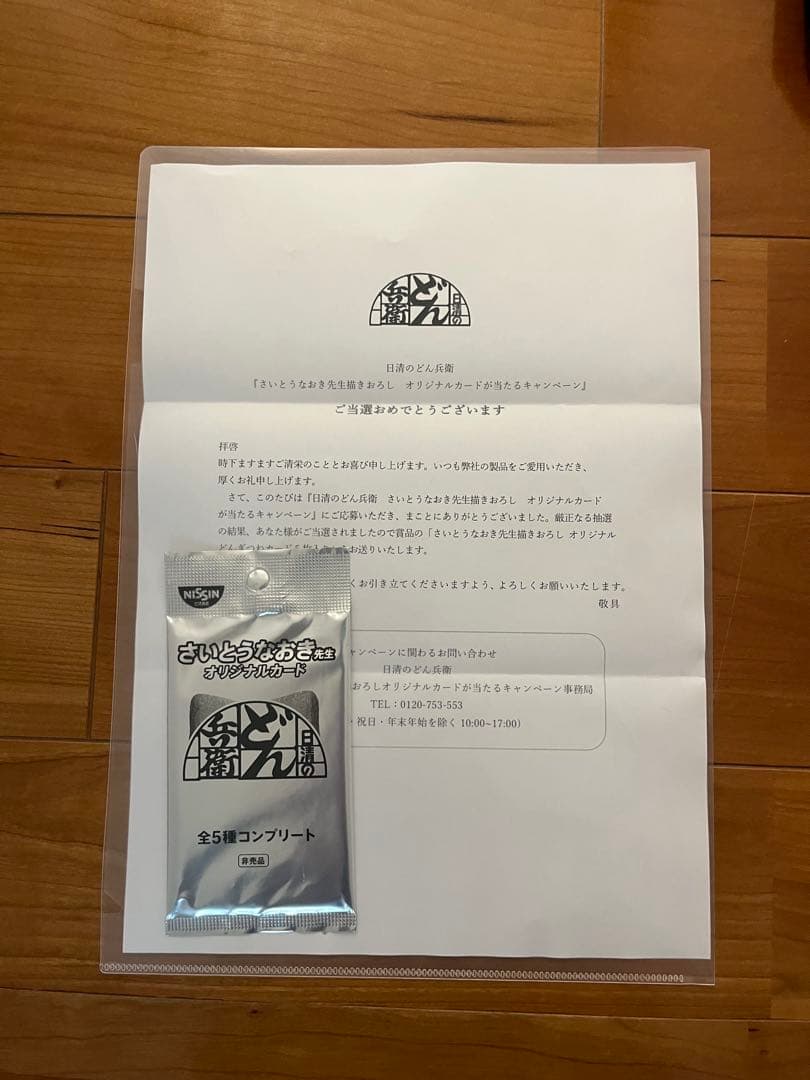 日清の
どん
兵衛
日清のどん兵衛
『さいとうなおき先生描きおろし　オリジナルカードが当たるキャンペーン』
ご当選おめでとうございます
拝啓
時下ますますご清栄のこととお喜び申し上げます。いつも弊社の製品をご愛用いただき、
厚くお礼申し上げます。
　さて、このたびは『日清のどん兵衛　さいとうなおき先生描きおろし　オリジナルカード
が当たるキャンペーン』にご応募いただき、まことにありがとうございました。厳正なる抽選
の結果、あなた様がご当選されましたので賞品の「さいとうなおき先生描きおろし オリジナル
どんぎつねカード
お送りいたします。
くお引き立てくださいますよう、よろしくお願いいたします。
敬具
ャンペーンに関わるお問い合わせ
日清のどん兵衛
おろしオリジナルカードが当たるキャンペーン事務局
TEL：0120-753-553
・祝日・年末年始を除く 10:00~17:00）
NISSIN
さいとうなおき先生
オリジナルカード
日清の
どん
兵衛
全5種コンプリート
非売品